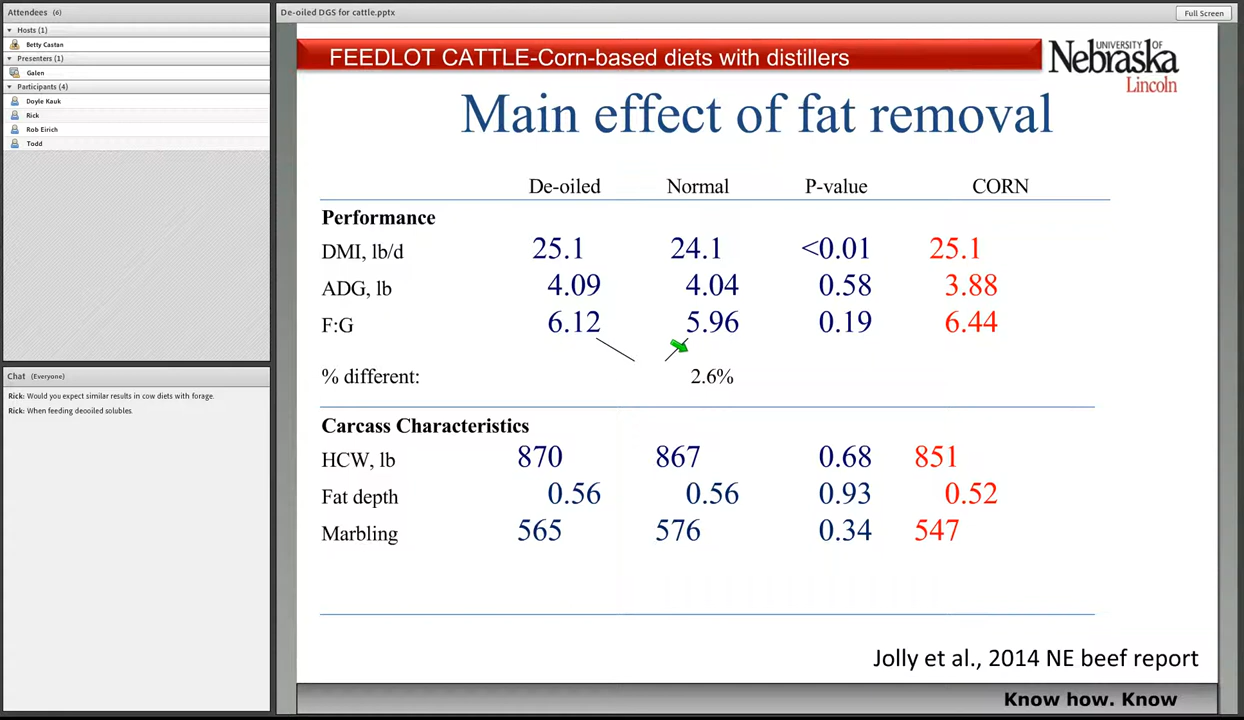 Attendees (6)
Hosts (1)
Betty Castan
Presenters (1)
Galen
Participants (4)
Doyle Kauk
Rick
Rob Eirich
Todd
Chat (Everyone)
Rick: Would you expect similar results in cow diets with forage.
Rick: When feeding deooiled solubles.
De-oiled DGS for cattle.pptx
Full Screen
FEEDLOT CATTLE-Corn-based diets with distillers
UNIVERSITY OF
Nebraska
Lincoln
Main effect of fat removal
De-oiled Normal P-value CORN
Performance
DMI, lb/d 25.1 24.1 <0.01 25.1
ADG, lb 4.09 4.04 0.58 3.88
F:G 6.12 5.96 0.19 6.44
% different: 2.6%
Carcass Characteristics
HCW, lb 870 867 0.68 851
Fat depth 0.56 0.56 0.93 0.52
Marbling 565 576 0.34 547
Jolly et al., 2014 NE beef report
Know how. Know